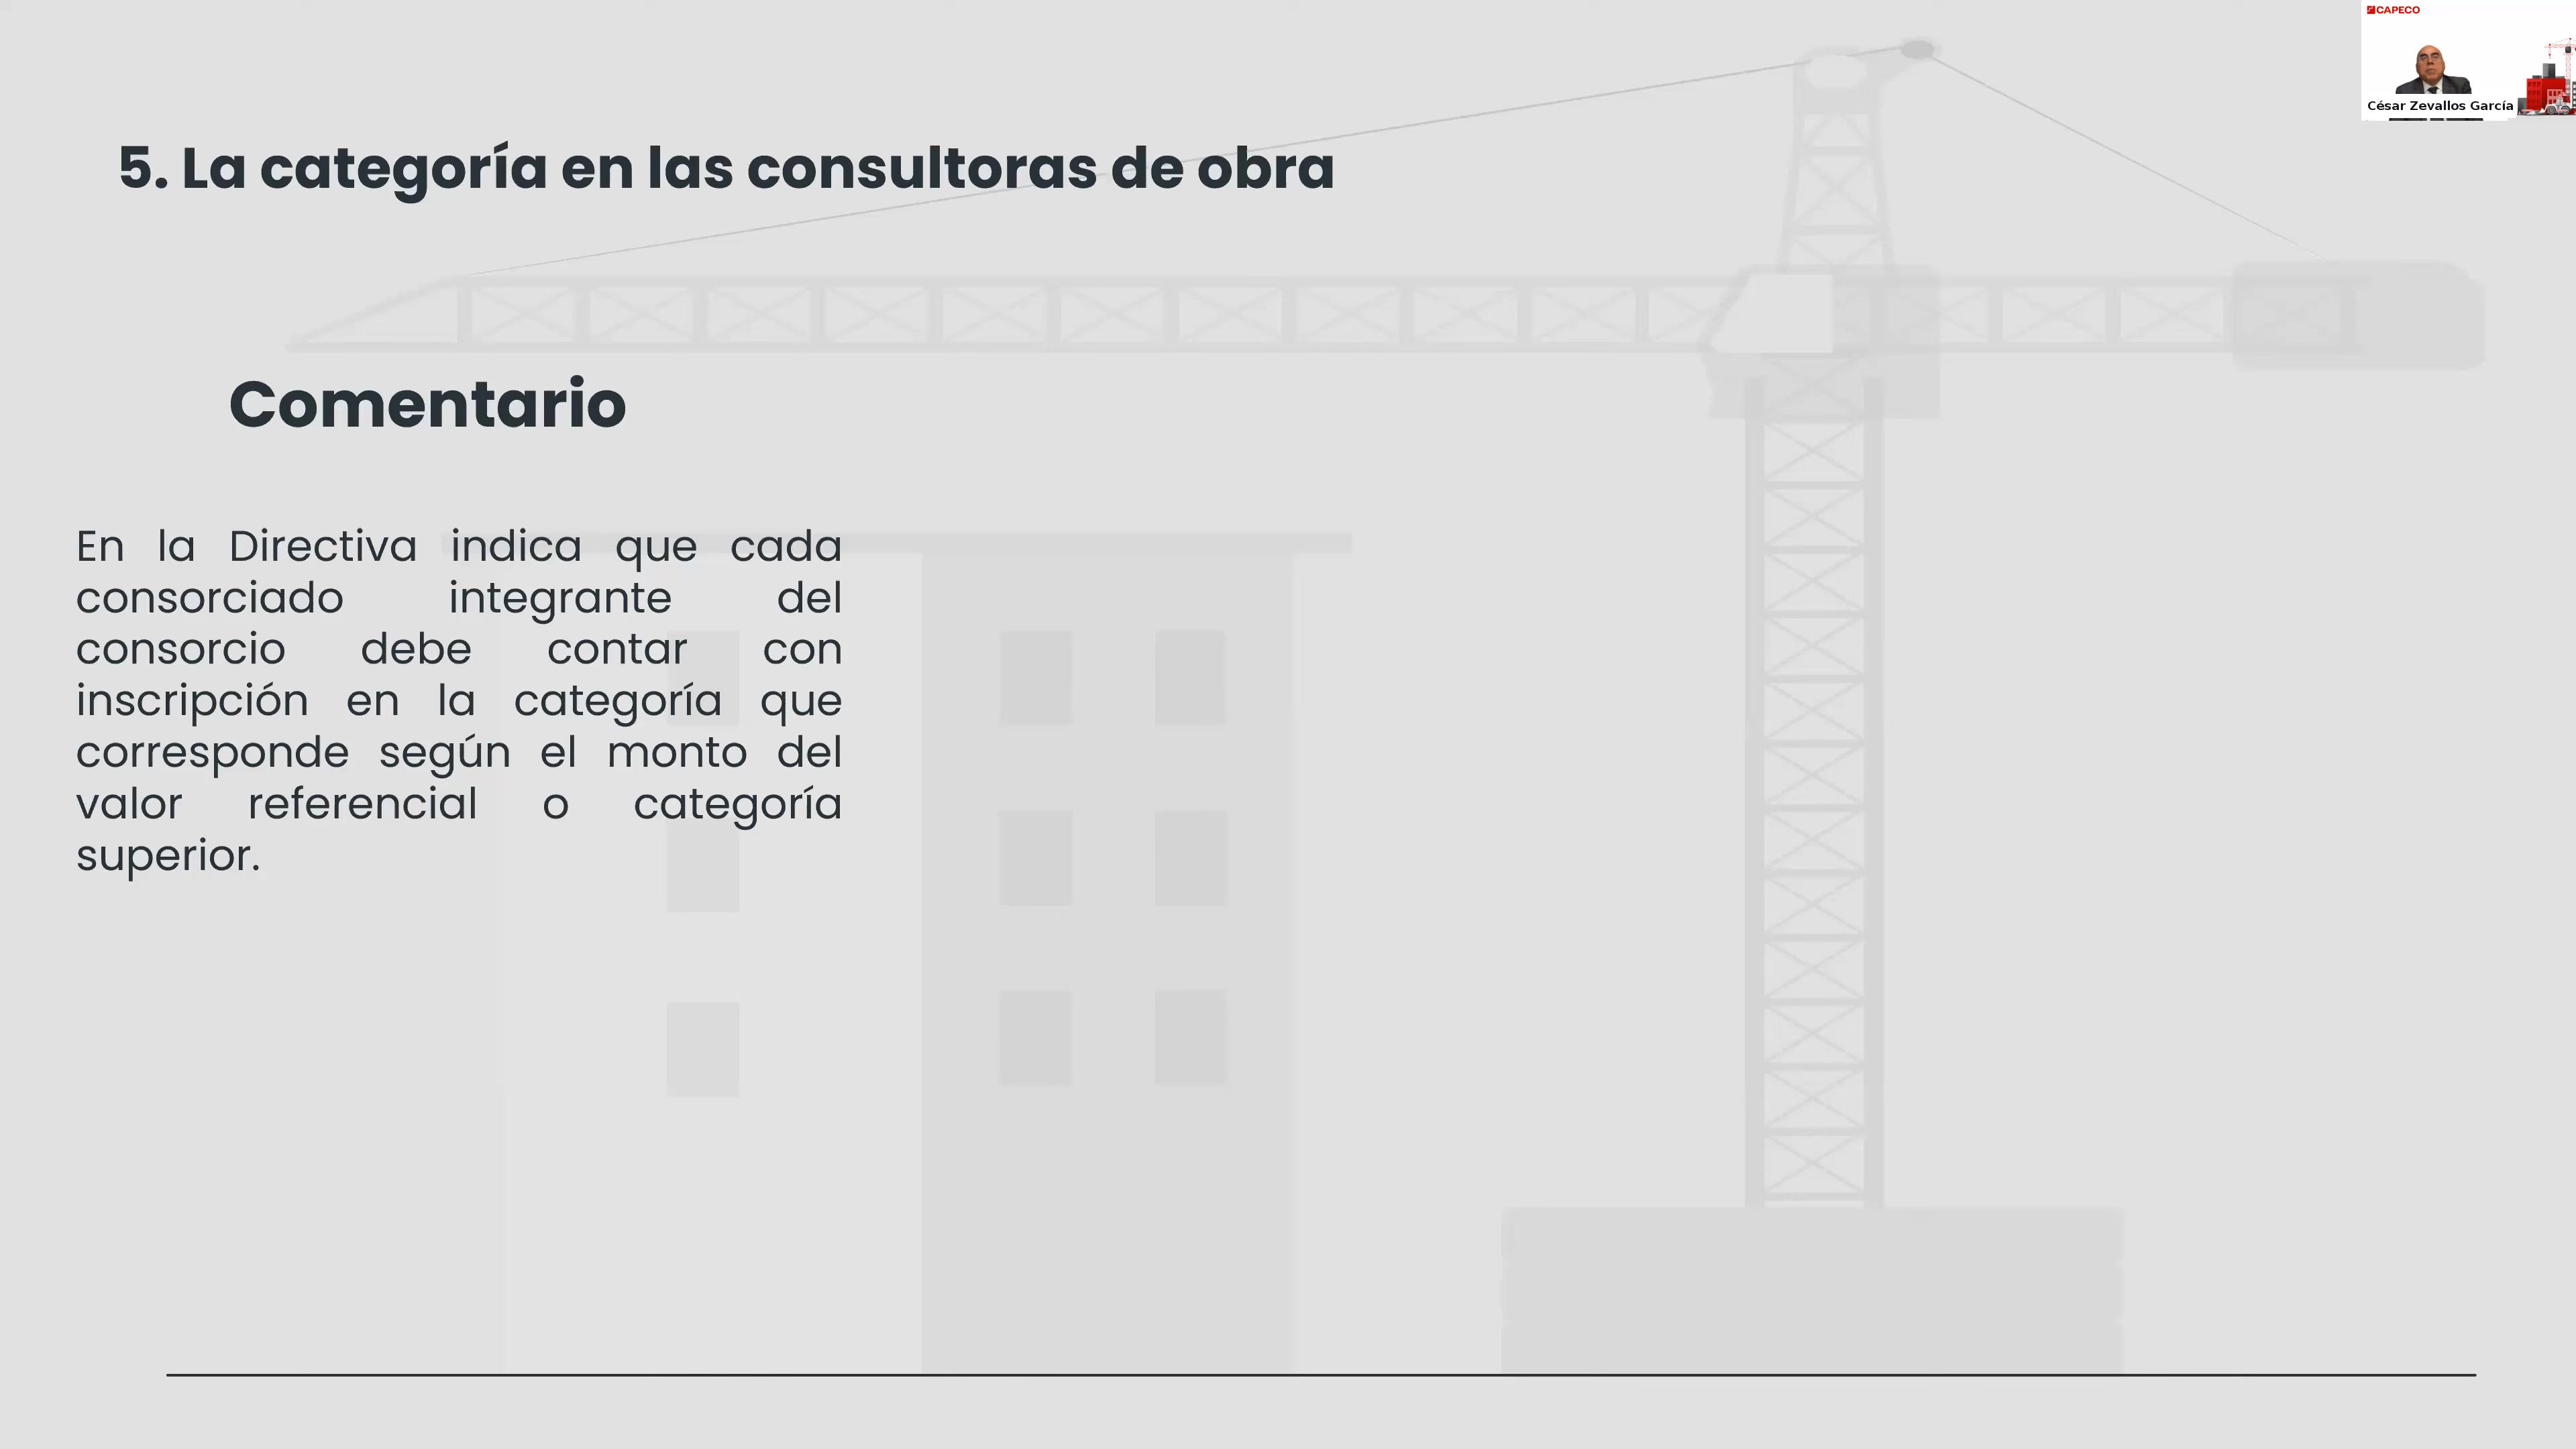 CAPECO
César Zevallos García
5. La categoría en las consultoras de obra
Comentario
En la Directiva indica que cada
consorciado integrante del
consorcio debe contar con
inscripción en la categoría que
corresponde según el monto del
valor referencial o categoría
superior.